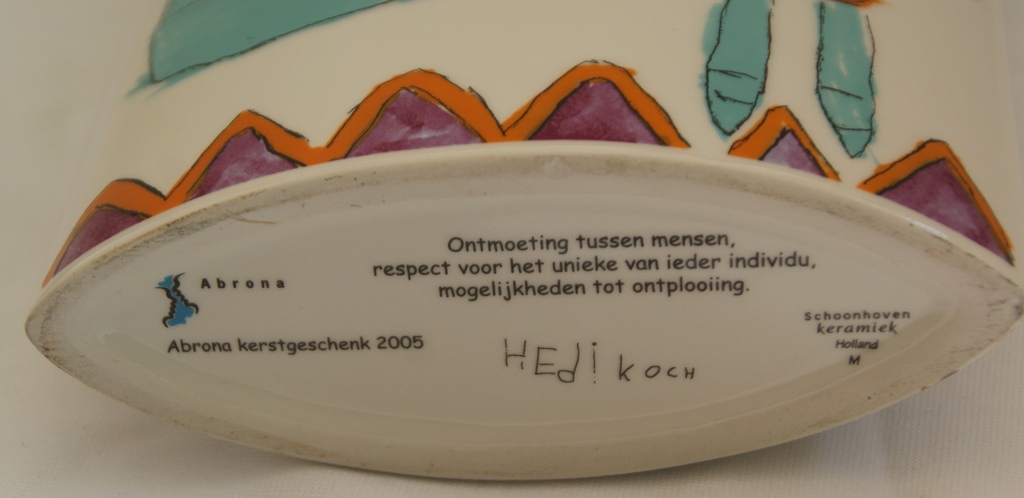 Ontmoeting tussen mensen,
respect voor het unieke van ieder individu,
mogelijkheden tot ontplooiing.
Abrona
Abrona kerstgeschenk 2005
HEdi KOCH
Schoonhoven
keramiek
Holland
M